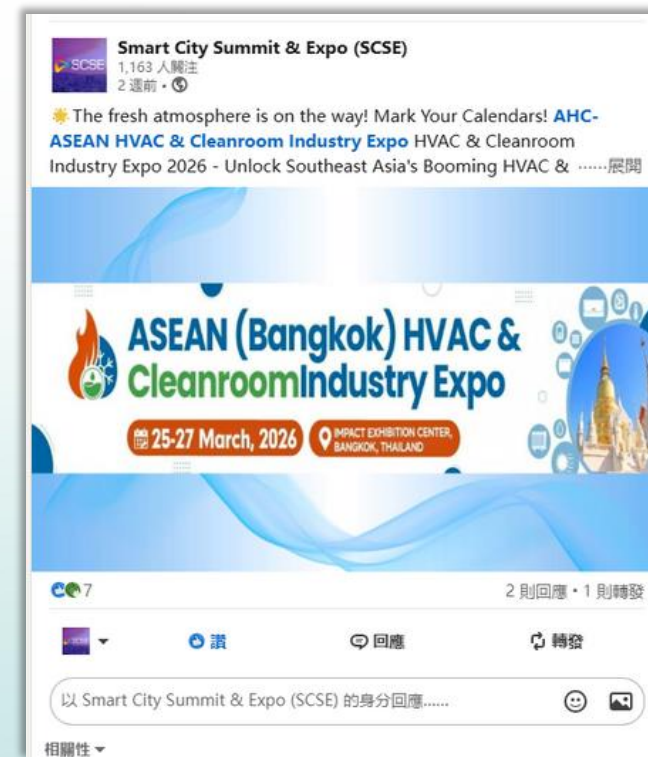 SCSE
Smart City Summit & Expo (SCSE)
1,163 人關注
2 週前 •
The fresh atmosphere is on the way! Mark Your Calendars! AHC-
ASEAN HVAC & Cleanroom Industry Expo HVAC & Cleanroom
Industry Expo 2026 - Unlock Southeast Asia's Booming HVAC & ……展開
ASEAN (Bangkok) HVAC &
CleanroomIndustry Expo
25-27 March, 2026
IMPACT EXHIBITION CENTER,
BANGKOK, THAILAND
7
2 則回應 • 1 則轉發
讚
回應
轉發
以 Smart City Summit & Expo (SCSE) 的身分回應……
相關性